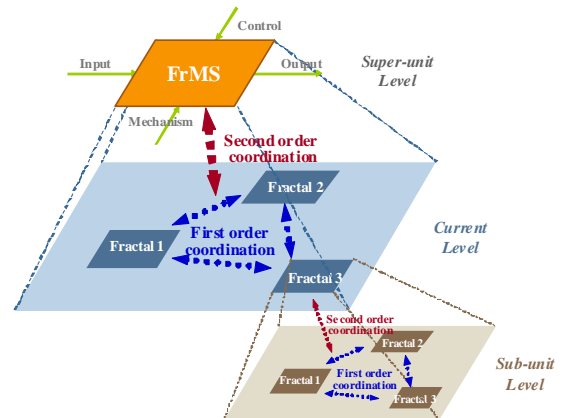 Control
Super-unit
Level
Input
FrMS
Output
Mechanism
Second order
coordination
Fractal 2
First order
coordination
Fractal 1
Current
Level
Fractal 3
Second order
coordination
Fractal 2
First order
coordination
Fractal 1
Fractal 3
Sub-unit
Level